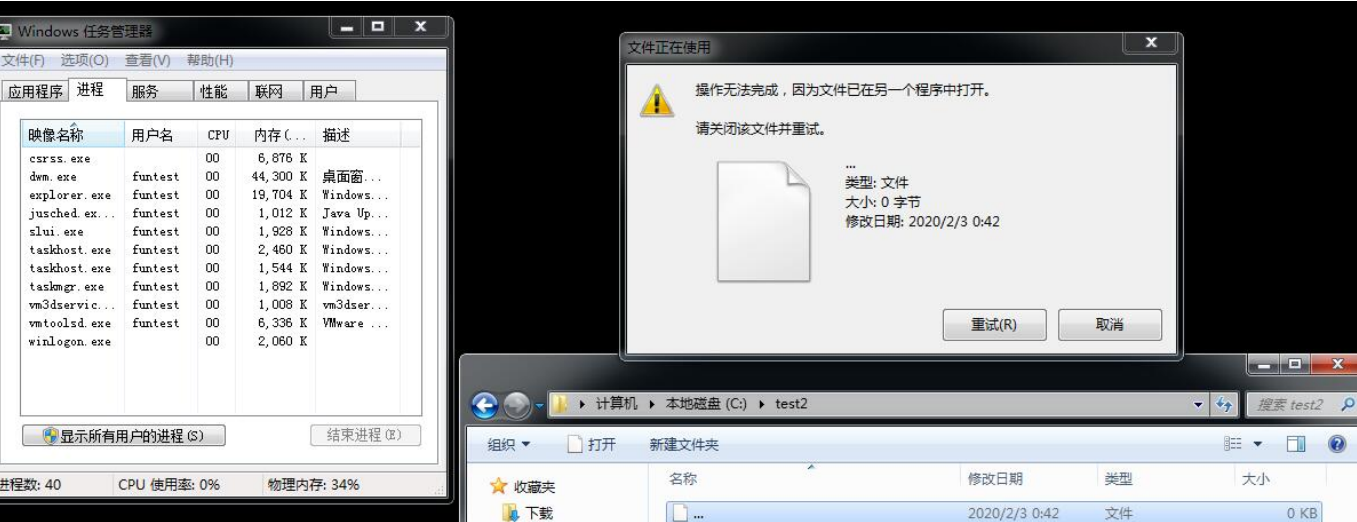 Windows 任务管理器
文件(F) 选项(O) 查看(V) 帮助(H)
应用程序 进程 服务 性能 联网 用户
映像名称 用户名 CPU 内存(... 描述
csrss.exe 00 6,876 K
dwm.exe funtest 00 44,300 K 桌面窗...
explorer.exe funtest 00 19,704 K Windows...
jusched.ex... funtest 00 1,012 K Java Up...
slui.exe funtest 00 1,928 K Windows...
taskhost.exe funtest 00 2,460 K Windows...
taskhost.exe funtest 00 1,544 K Windows...
taskmgr.exe funtest 00 1,892 K Windows...
vm3dservic... funtest 00 1,008 K vm3dser...
vmtoolsd.exe funtest 00 6,336 K VMware ...
winlogon.exe 00 2,060 K
显示所有用户的进程(S) 结束进程(E)
进程数: 40 CPU 使用率: 0% 物理内存: 34%
文件正在使用
操作无法完成，因为文件已在另一个程序中打开。
请关闭该文件并重试。
...
类型: 文件
大小: 0 字节
修改日期: 2020/2/3 0:42
重试(R) 取消
计算机 本地磁盘 (C:) test2 搜索 test2
组织 打开 新建文件夹
名称 修改日期 类型 大小
收藏夹
下载
... 2020/2/3 0:42 文件 0 KB